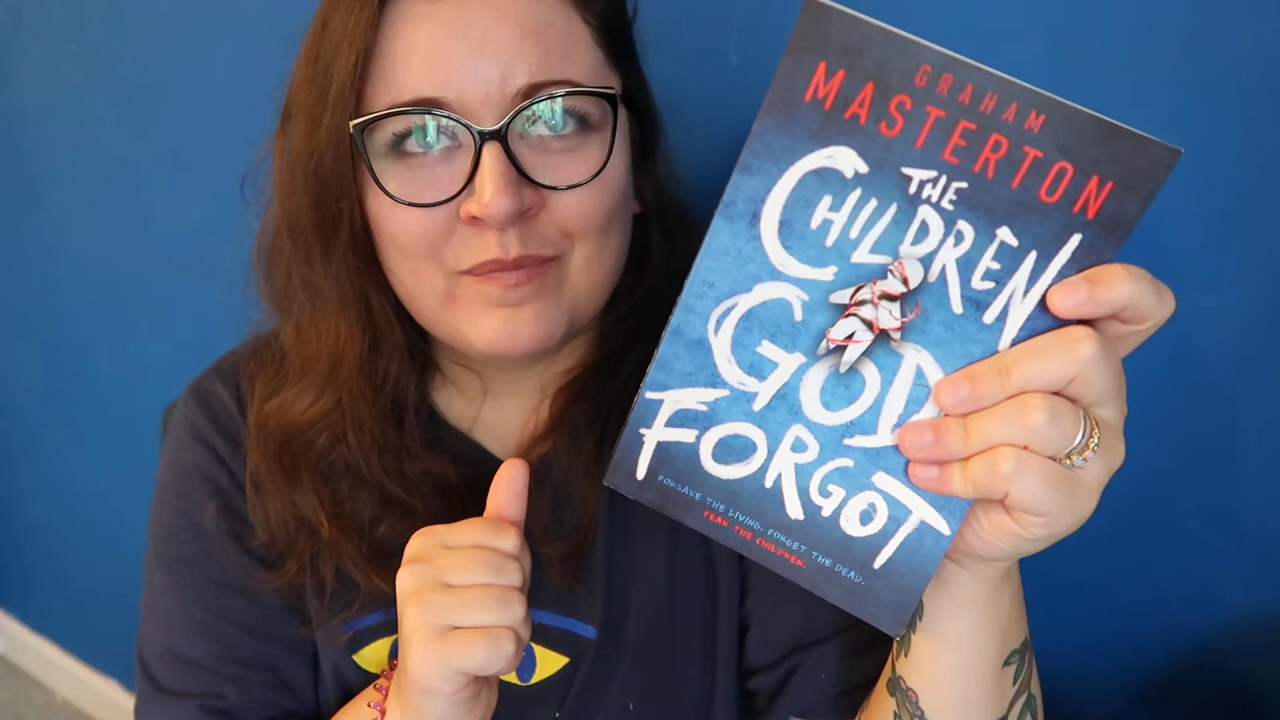 GRAHAM
MASTERTON
THE
CHILDREN
GOD
FORGOT
FORSAKE THE LIVING. FORGET THE DEAD.
FEAR THE CHILDREN.